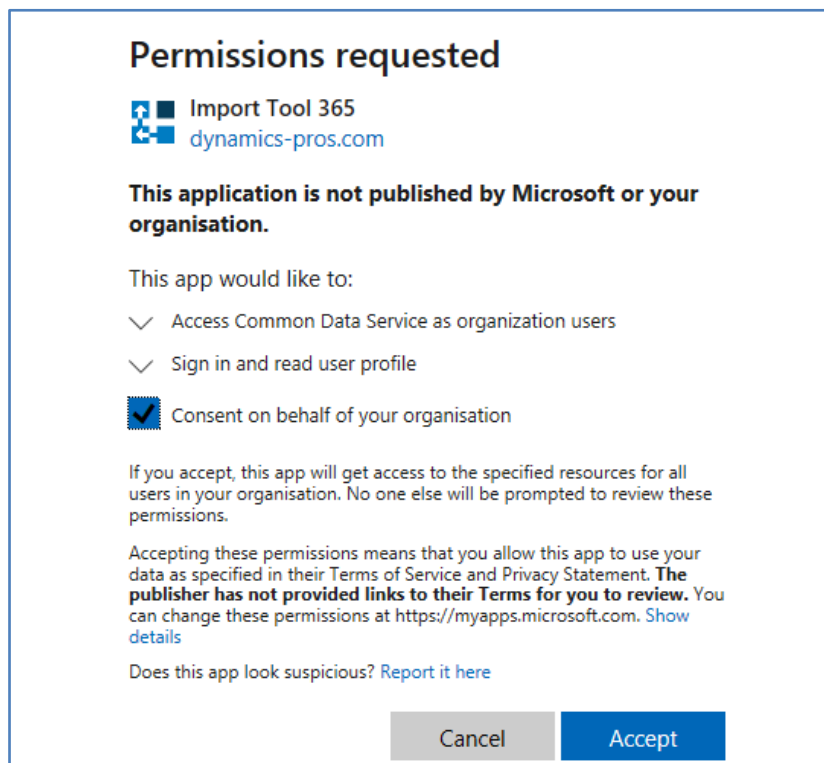 Permissions requested
Import Tool 365
dynamics-pros.com
This application is not published by Microsoft or your
organisation.
This app would like to:
Access Common Data Service as organization users
Sign in and read user profile
Consent on behalf of your organisation
If you accept, this app will get access to the specified resources for all
users in your organisation. No one else will be prompted to review these
permissions.
Accepting these permissions means that you allow this app to use your
data as specified in their Terms of Service and Privacy Statement. The
publisher has not provided links to their Terms for you to review. You
can change these permissions at https://myapps.microsoft.com. Show
details
Does this app look suspicious? Report it here
Cancel Accept